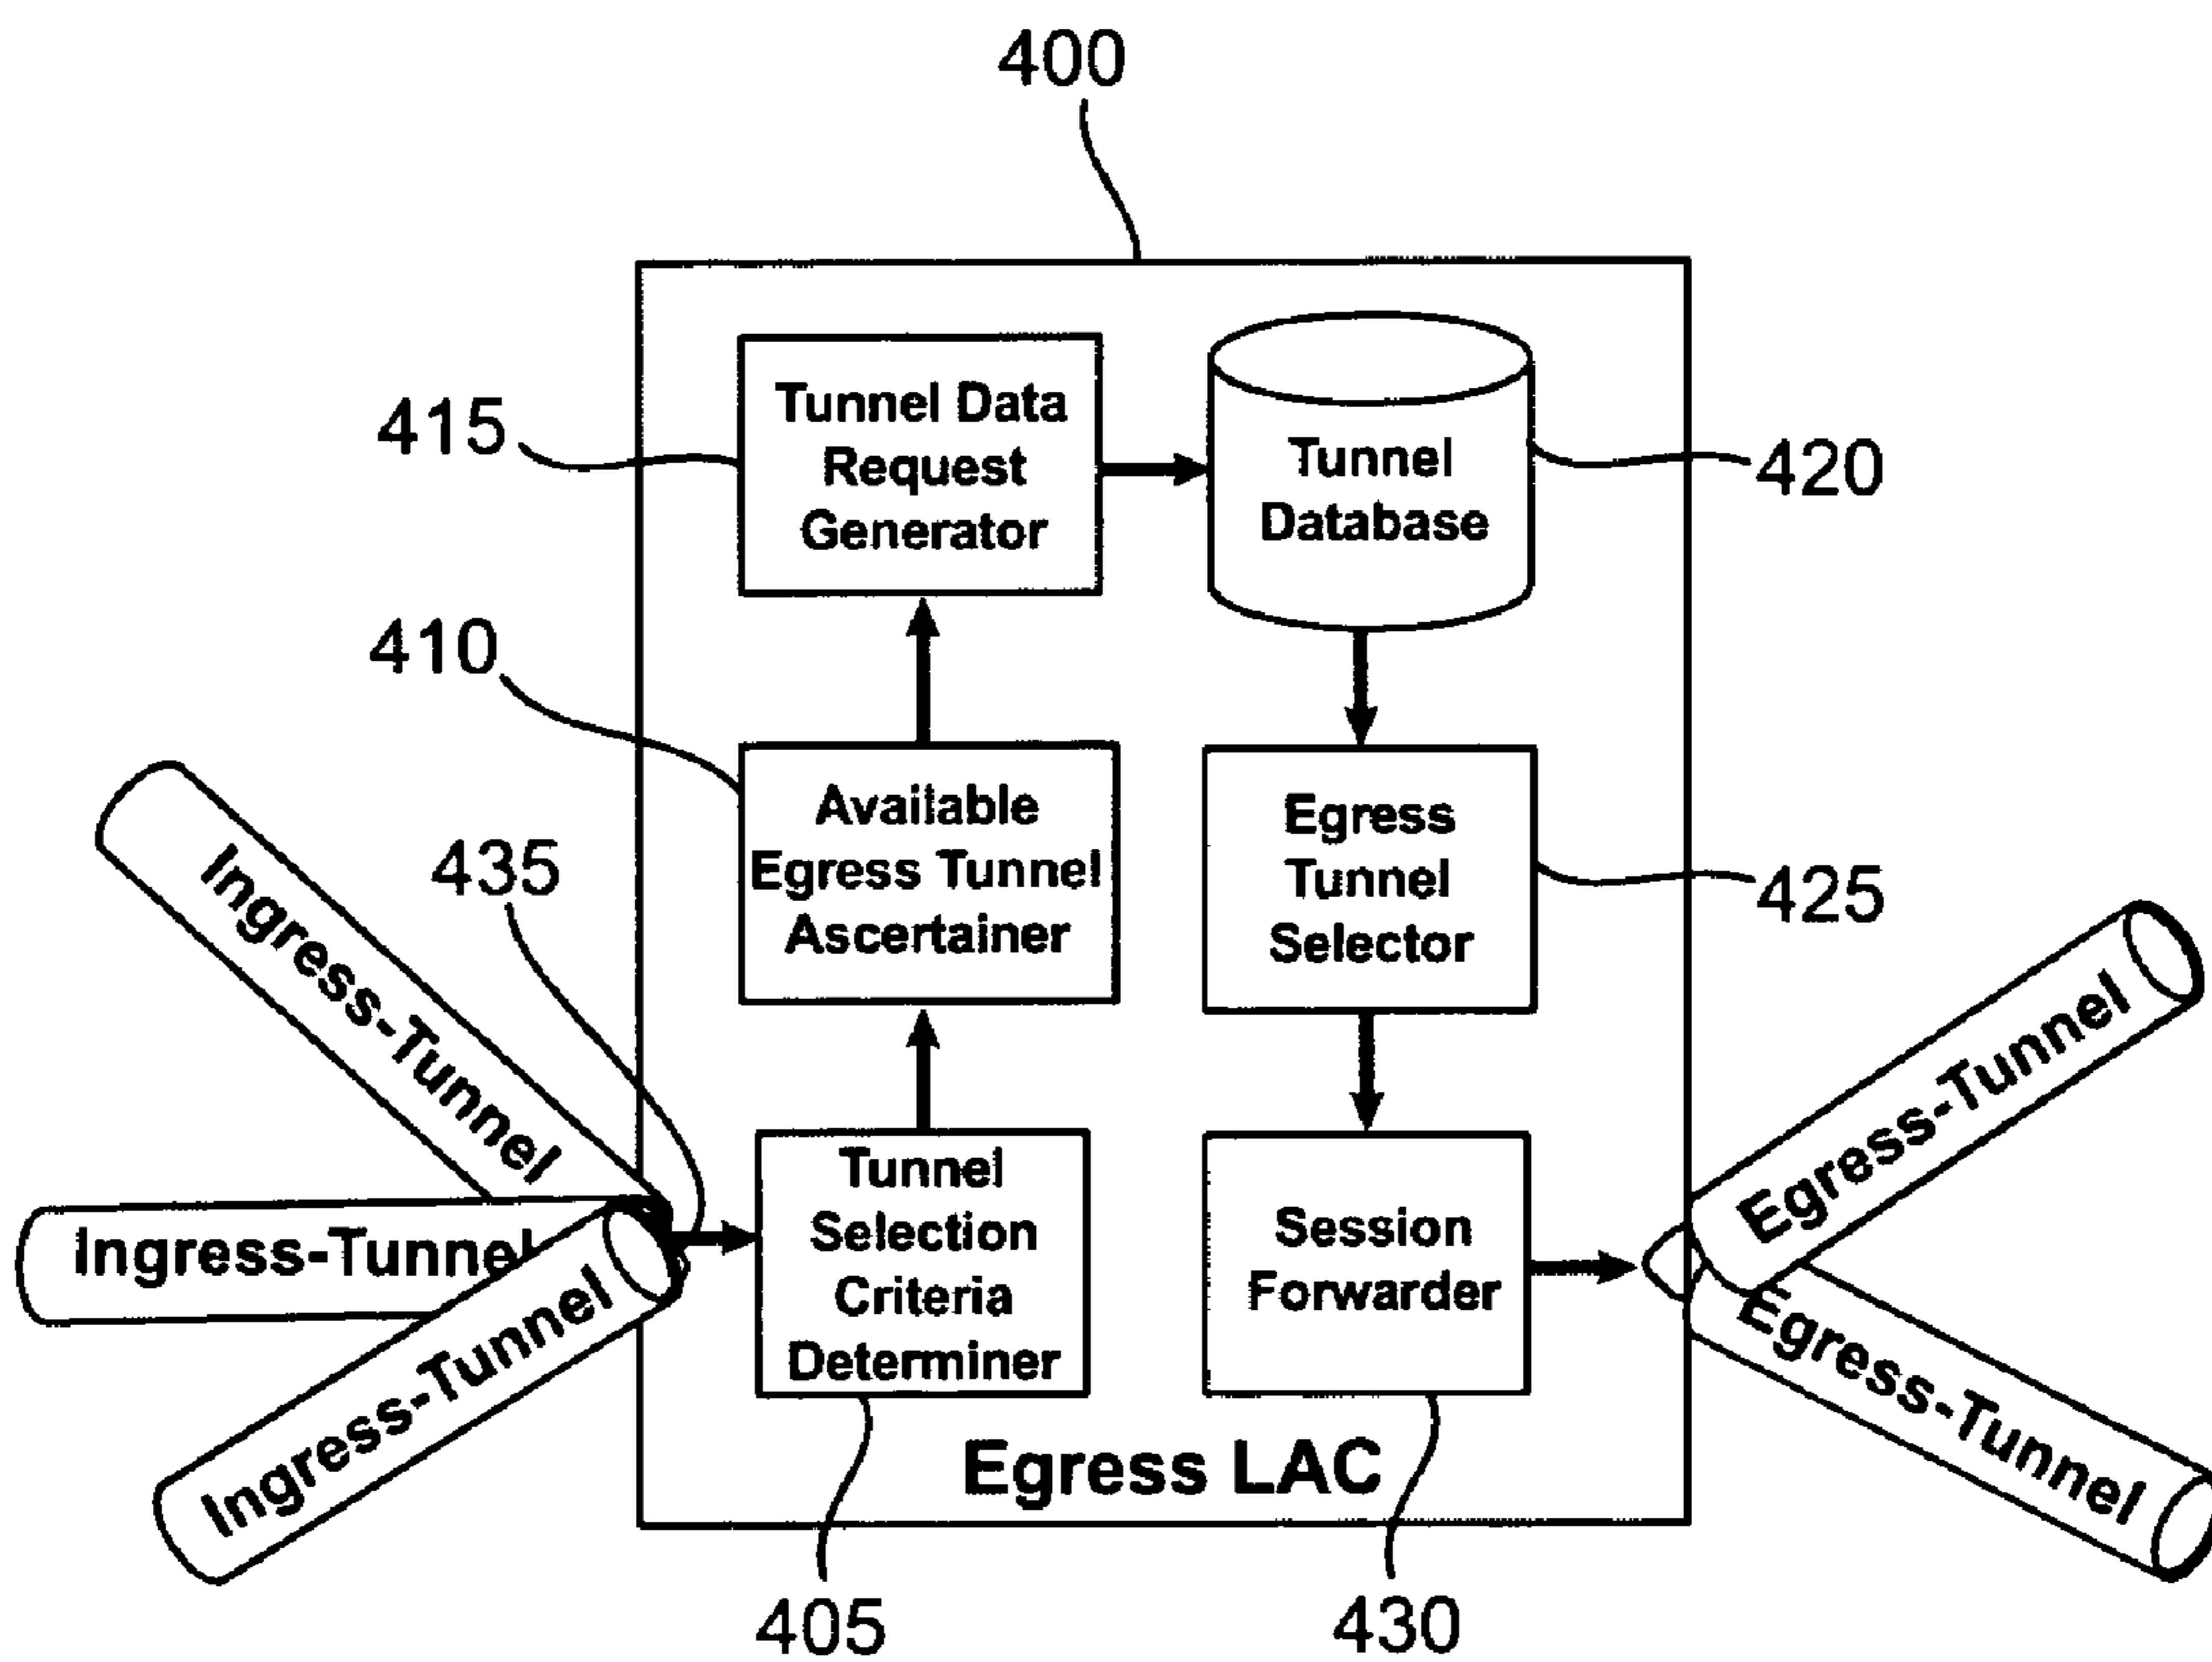 400
415
Tunnel Data
Request
Generator
Tunnel
Database
420
410
Available
Egress Tunnel
Ascertainer
Egress
Tunnel
Selector
425
435
Ingress-Tunnel
Ingress-Tunnel
Ingress-Tunnel
Tunnel
Selection
Criteria
Determiner
Session
Forwarder
Egress-Tunnel
Egress-Tunnel
Egress LAC
405
430